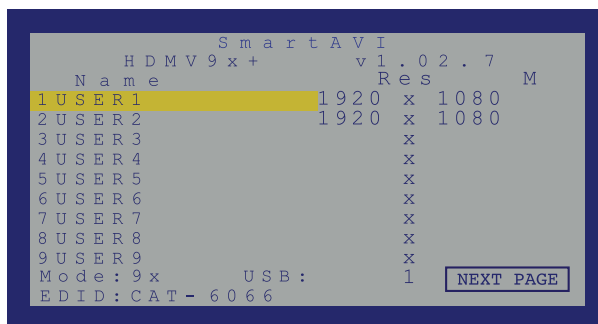 SmartAVI
HDMV9x+ v1.02.7
Name Res M
1USER1 1920 x 1080
2USER2 1920 x 1080
3USER3 x
4USER4 x
5USER5 x
6USER6 x
7USER7 x
8USER8 x
9USER9 x
Mode:9x USB: 1 NEXT PAGE
EDID:CAT-6066